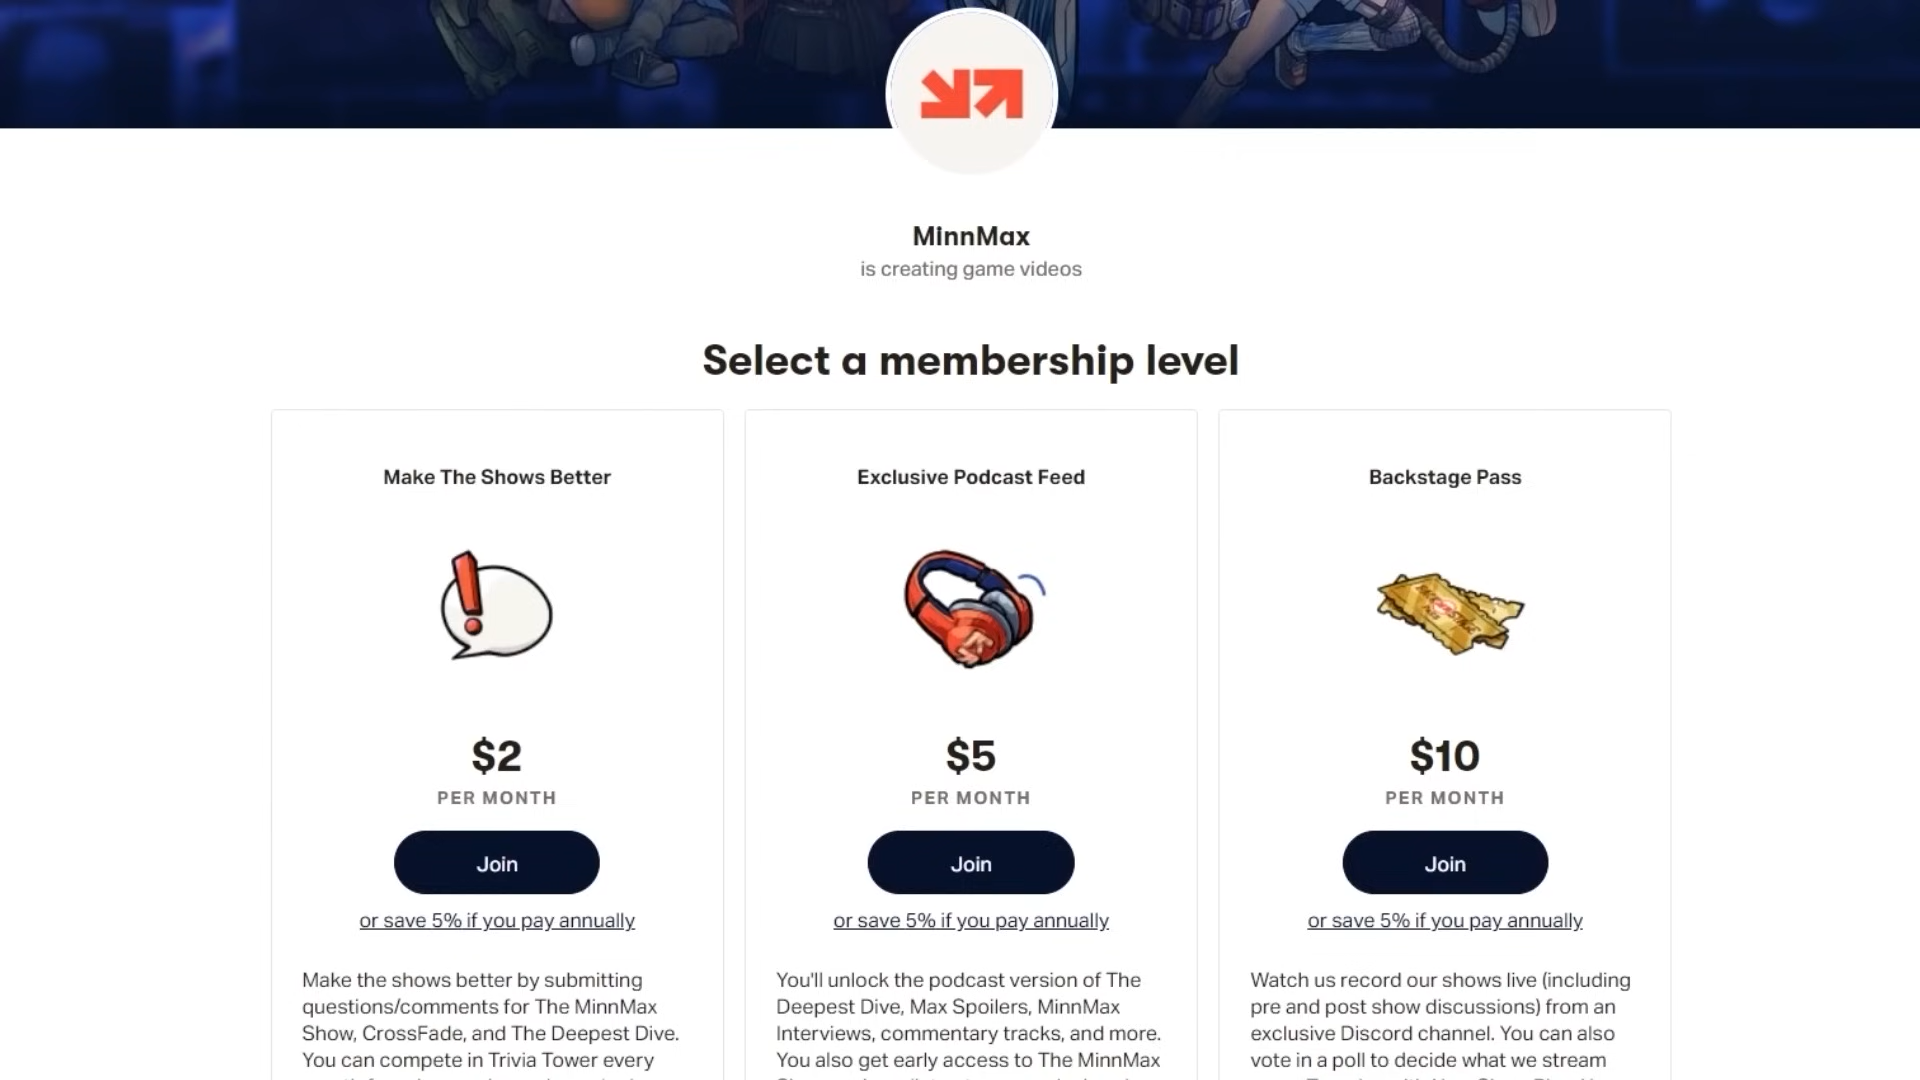 MinnMax
is creating game videos
Select a membership level
Make The Shows Better
$2
PER MONTH
Join
or save 5% if you pay annually
Make the shows better by submitting
questions/comments for The MinnMax
Show, CrossFade, and The Deepest Dive.
You can compete in Trivia Tower every
Exclusive Podcast Feed
$5
PER MONTH
Join
or save 5% if you pay annually
You'll unlock the podcast version of The
Deepest Dive, Max Spoilers, MinnMax
Interviews, commentary tracks, and more.
You also get early access to The MinnMax
Backstage Pass
$10
PER MONTH
Join
or save 5% if you pay annually
Watch us record our shows live (including
pre and post show discussions) from an
exclusive Discord channel. You can also
vote in a poll to decide what we stream